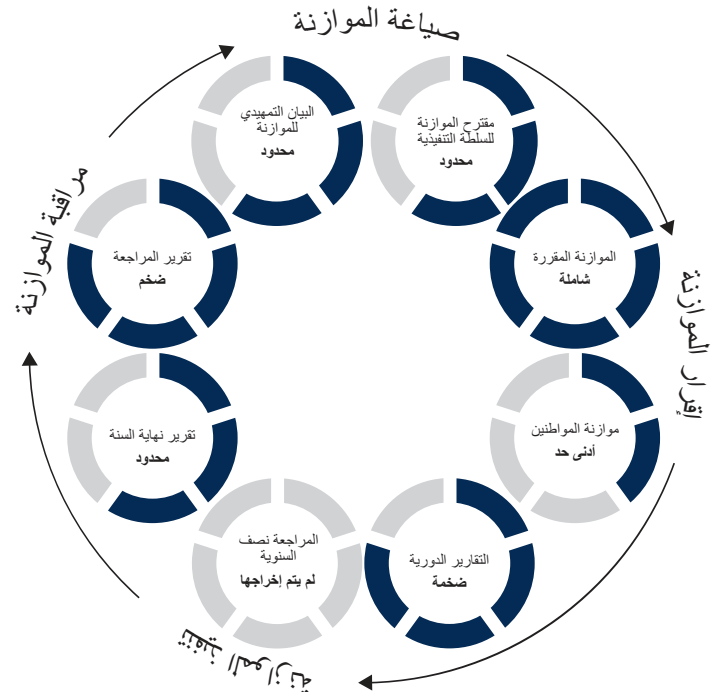 صياغة الموازنة
البيان التمهيدي
للموازنة
محدود
مقترح الموازنة
للسلطة التنفيذية
محدود
الموازنة المقررة
شاملة
إقرار الموازنة
موازنة المواطنين
أدنى حد
التقارير الدورية
ضخمة
تنفيذ الموازنة
المراجعة نصف
السنوية
لم يتم إخراجها
تقرير نهاية السنة
محدود
مراقبة الموازنة
تقرير المراجعة
ضخم